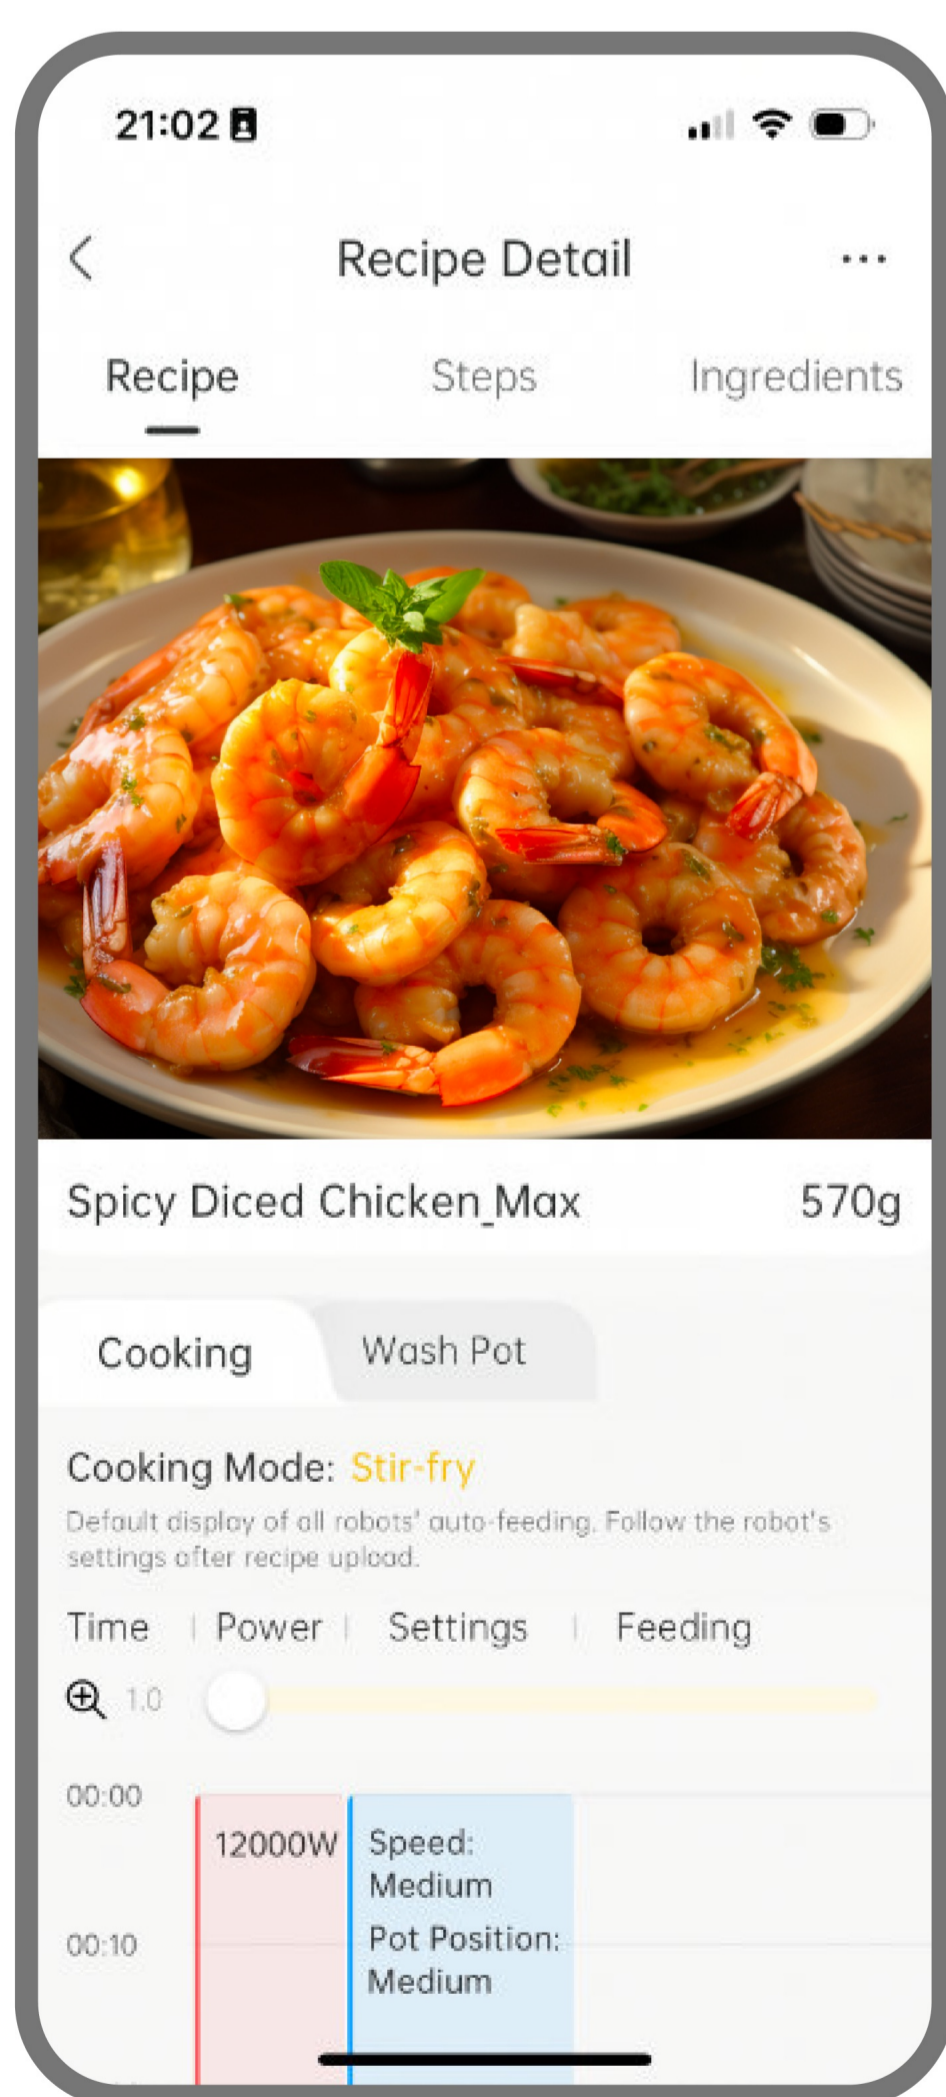 21:02
Recipe Detail
Recipe Steps Ingredients
Spicy Diced Chicken_Max 570g
Cooking Wash Pot
Cooking Mode: Stir-fry
Default display of all robots' auto-feeding. Follow the robot's
settings after recipe upload.
Time Power Settings Feeding
1.0
00:00
12000W Speed:
Medium
00:10 Pot Position:
Medium